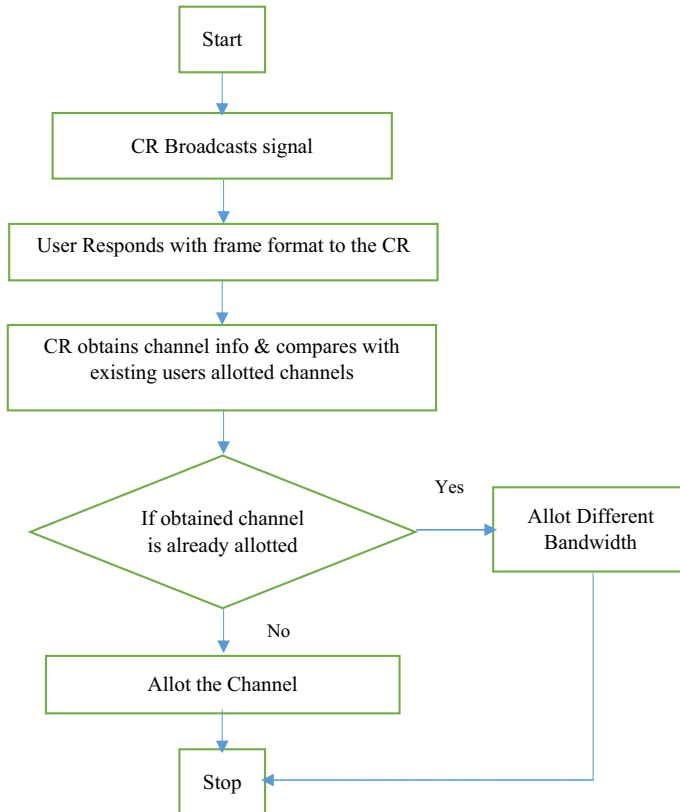 Start
CR Broadcasts signal
User Responds with frame format to the CR
CR obtains channel info & compares with
existing users allotted channels
If obtained channel
is already allotted
Yes
Allot Different
Bandwidth
No
Allot the Channel
Stop